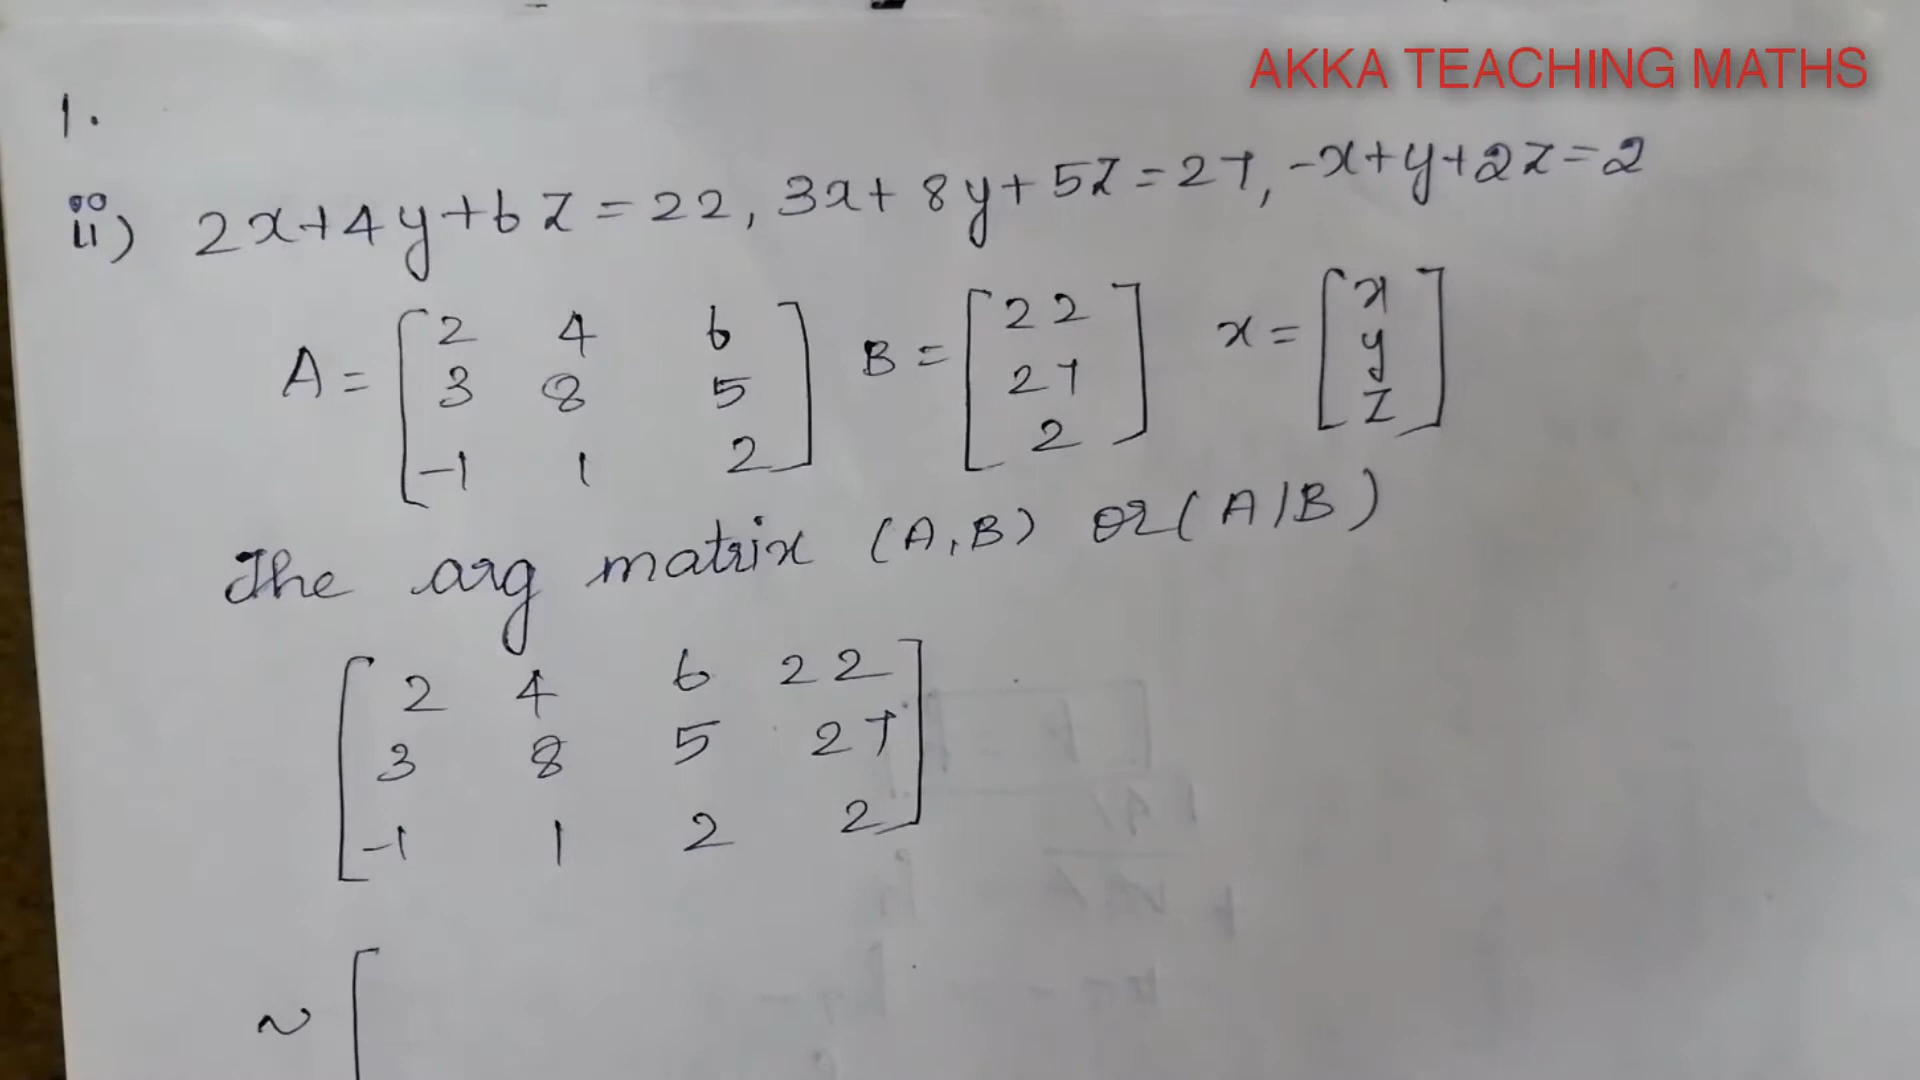 AKKA TEACHING MATHS
1.
ii) 2x+4y+6z=22, 3x+8y+5z=27, -x+y+2z=2
A = [2 4 6 B = [22 x = [x
3 8 5 27 y
-1 1 2] 2] z]
The arg matrix (A,B) or (A/B)
[2 4 6 22
3 8 5 27
-1 1 2 2]
~ [